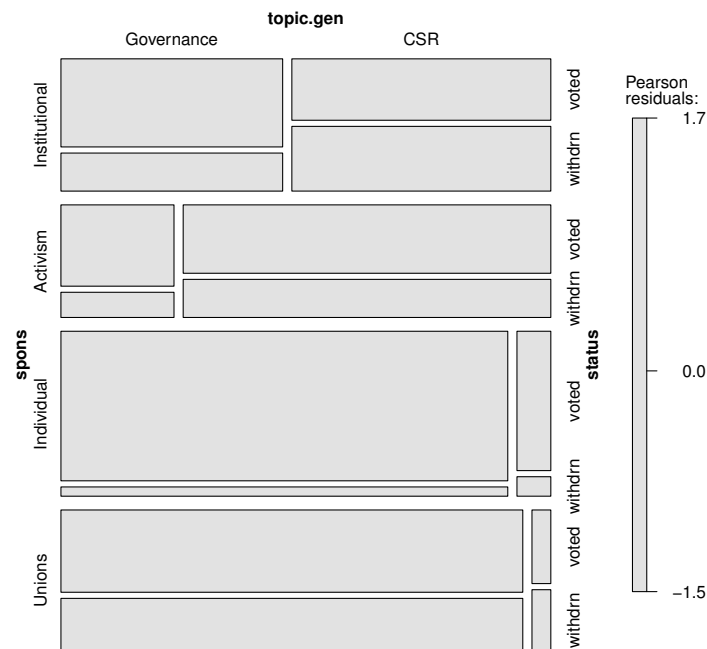 topic.gen
Governance CSR
spons
Institutional
Activism
Individual
Unions
voted
withdrn
voted
withdrn
voted
withdrn
voted
withdrn
status
Pearson
residuals:
1.7
0.0
−1.5